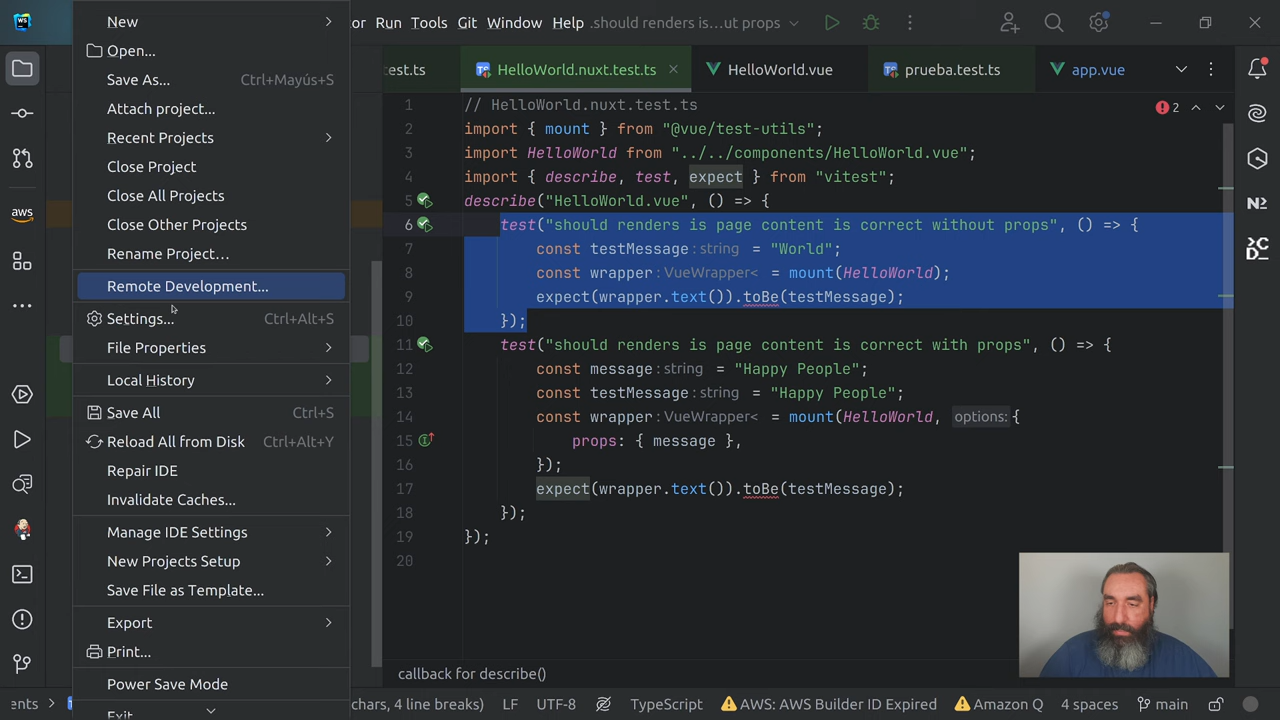 WS
or Run Tools Git Window Help .should renders is...ut props
New
Open...
Save As... Ctrl+Mayús+S
Attach project...
Recent Projects
Close Project
Close All Projects
Close Other Projects
Rename Project...
Remote Development...
Settings... Ctrl+Alt+S
File Properties
Local History
Save All Ctrl+S
Reload All from Disk Ctrl+Alt+Y
Repair IDE
Invalidate Caches...
Manage IDE Settings
New Projects Setup
Save File as Template...
Export
Print...
Power Save Mode
Exit
aws
est.ts HelloWorld.nuxt.test.ts HelloWorld.vue prueba.test.ts app.vue
1 // HelloWorld.nuxt.test.ts
2 import { mount } from "@vue/test-utils";
3 import HelloWorld from "../../components/HelloWorld.vue";
4 import { describe, test, expect } from "vitest";
5 describe("HelloWorld.vue", () => {
6 test("should renders is page content is correct without props", () => {
7 const testMessage : string = "World";
8 const wrapper : VueWrapper< = mount(HelloWorld);
9 expect(wrapper.text()).toBe(testMessage);
10 });
11 test("should renders is page content is correct with props", () => {
12 const message : string = "Happy People";
13 const testMessage : string = "Happy People";
14 const wrapper : VueWrapper< = mount(HelloWorld, options: {
15 props: { message },
16 });
17 expect(wrapper.text()).toBe(testMessage);
18 });
19 });
20
2
callback for describe()
ents chars, 4 line breaks) LF UTF-8 TypeScript AWS: AWS Builder ID Expired Amazon Q 4 spaces main